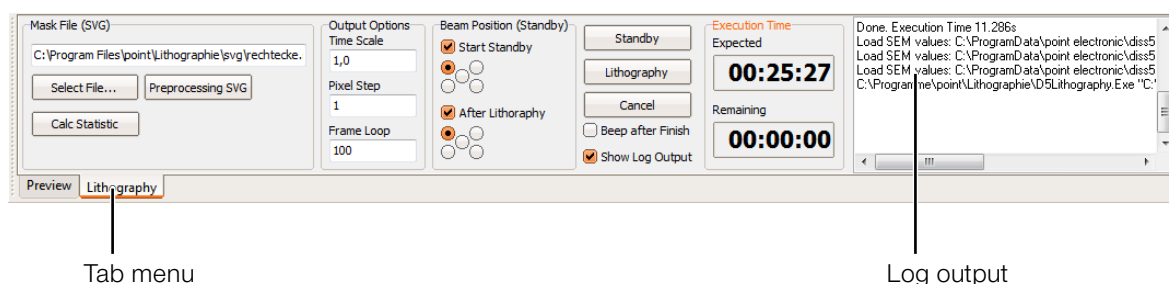 Mask File (SVG)
C:\Program Files\point\Lithographie\svg\rechtecke.
Select File...
Preprocessing SVG
Calc Statistic
Output Options
Time Scale
1,0
Pixel Step
1
Frame Loop
100
Beam Position (Standby)
Start Standby
After Lithoraphy
Standby
Lithography
Cancel
Beep after Finish
Show Log Output
Execution Time
Expected
00:25:27
Remaining
00:00:00
Done. Execution Time 11.286s
Load SEM values: C:\ProgramData\point electronic\diss5
Load SEM values: C:\ProgramData\point electronic\diss5
Load SEM values: C:\ProgramData\point electronic\diss5
C:\Programme\point\Lithographie\D5Lithography.Exe "C:'
Preview
Lithography
Tab menu
Log output